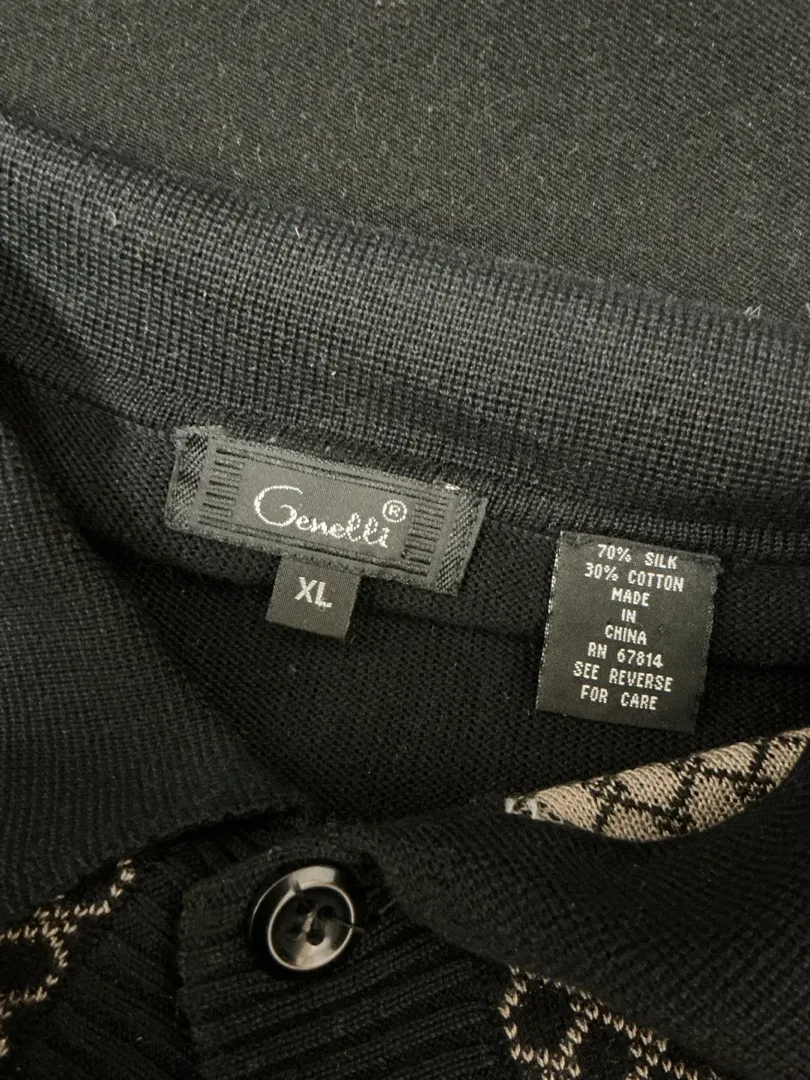 Genelli®
XL
70% SILK
30% COTTON
MADE
IN
CHINA
RN 67814
SEE REVERSE
FOR CARE